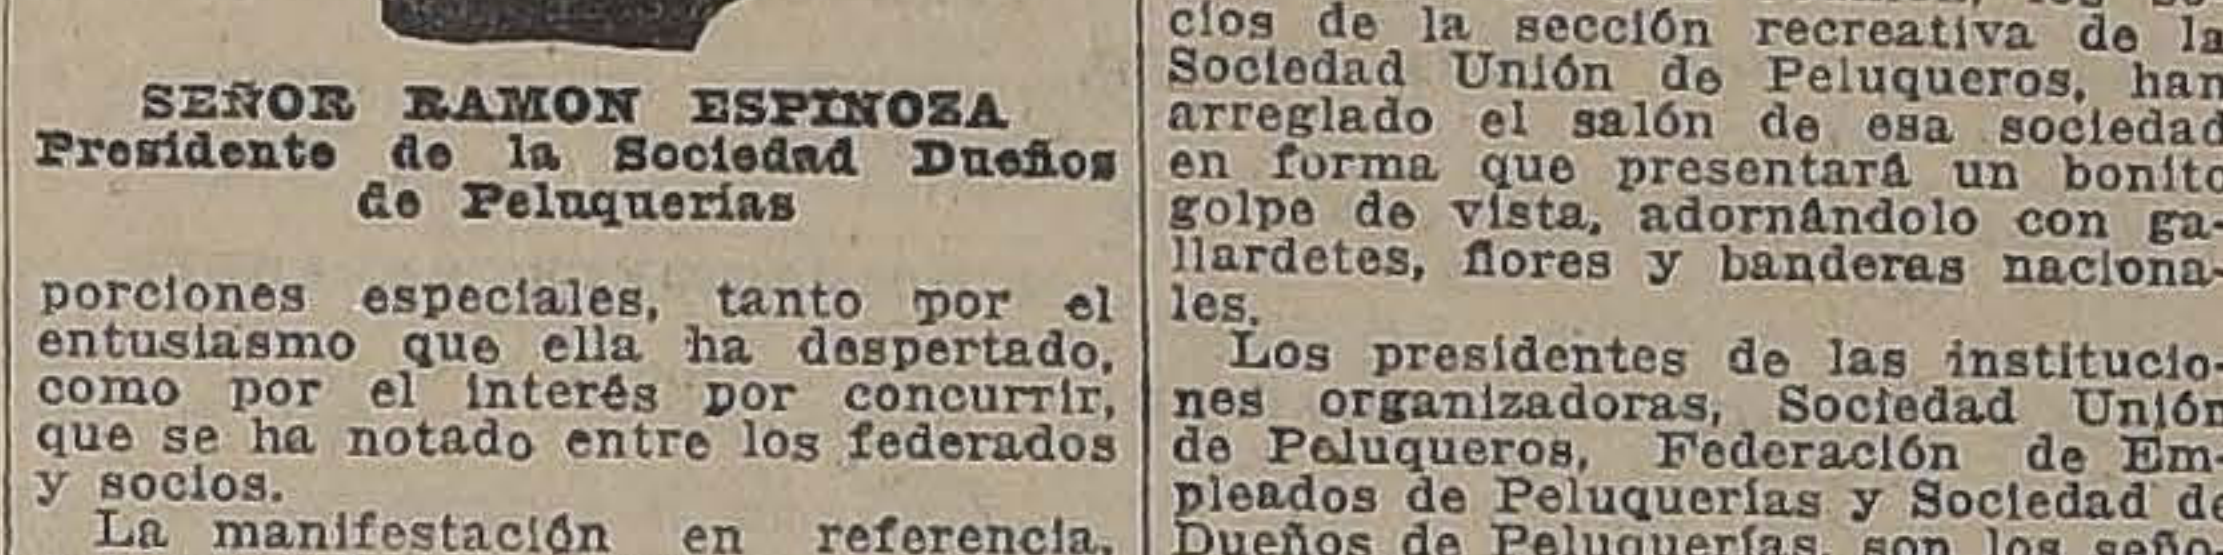 SEÑOR RAMON ESPINOZA
Presidente de la Sociedad Dueños
de Peluquerías
porciones especiales, tanto por el
entusiasmo que ella ha despertado,
como por el interés por concurrir,
que se ha notado entre los federados
y socios.
La manifestación en referencia,
cios de la sección recreativa de la
Sociedad Unión de Peluqueros, han
arreglado el salón de esa sociedad
en forma que presentará un bonito
golpe de vista, adornándolo con ga-
llardetes, flores y banderas naciona-
les.
Los presidentes de las institucio-
nes organizadoras, Sociedad Unión
de Peluqueros, Federación de Em-
pleados de Peluquerías y Sociedad de
Dueños de Peluquerías, son los seño-